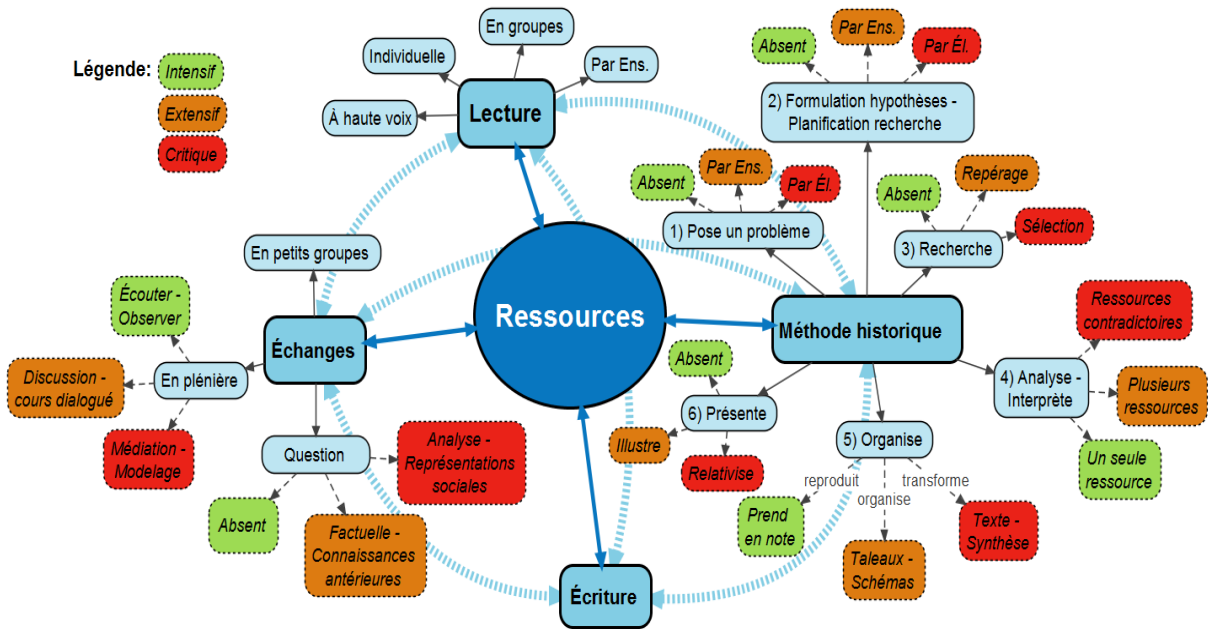 Légende:
Intensif
Extensif
Critique
En groupes
Individuelle
Par Ens.
À haute voix
Lecture
Absent
Par Ens.
Par Él.
2) Formulation hypothèses -
Planification recherche
Absent
Par Ens.
Par Él.
1) Pose un problème
Absent
Repérage
Sélection
3) Recherche
Ressources
Méthode historique
En petits groupes
Échanges
Écouter -
Observer
En plénière
Discussion -
cours dialogué
Médiation -
Modelage
Question
Analyse -
Représentations
sociales
Absent
Factuelle -
Connaissances
antérieures
Ressources
contradictoires
4) Analyse -
Interprète
Plusieurs
ressources
Un seule
ressource
Absent
6) Présente
Illustre
Relativise
5) Organise
reproduit
organise
transforme
Prend
en note
Taleaux -
Schémas
Texte -
Synthèse
Écriture